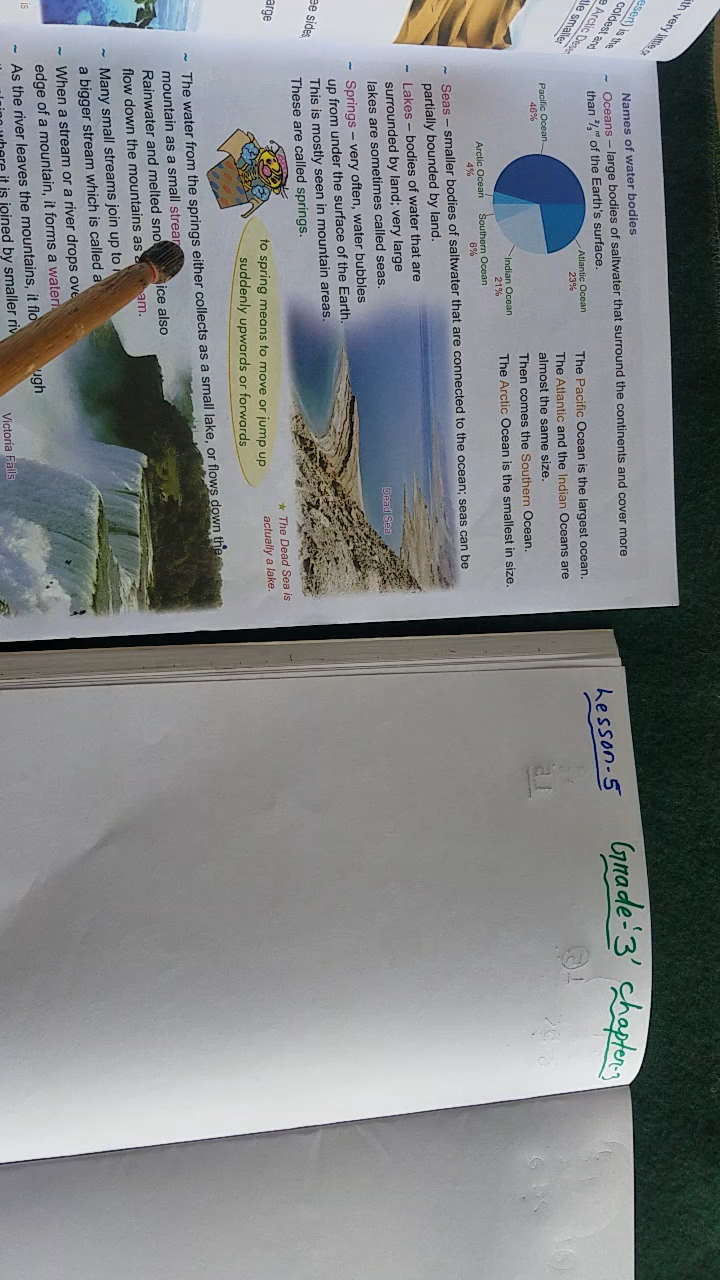 Names of water bodies
~ Oceans – large bodies of saltwater that surround the continents and cover more
than 2/3rd of the Earth's surface.
Pacific Ocean
46%
Atlantic Ocean
23%
Indian Ocean
21%
Southern Ocean
6%
Arctic Ocean
4%
The Pacific Ocean is the largest ocean.
The Atlantic and the Indian Oceans are
almost the same size.
Then comes the Southern Ocean.
The Arctic Ocean is the smallest in size.
~ Seas – smaller bodies of saltwater that are connected to the ocean; seas can be
partially bound by land.
~ Lakes – bodies of water that are
surrounded by land; very large
lakes are sometimes called seas.
~ Springs – very often, water bubbles
up from under the surface of the Earth.
This is mostly seen in mountain areas.
These are called springs.
Dead Sea
★ The Dead Sea is
actually a lake.
to spring means to move or jump up
suddenly upwards or forwards
~ The water from the springs either collects as a small lake, or flows down the
mountain as a small
Rainwater and melted ice also
flow down the mountains as
~ Many small streams join up to
a bigger stream which is called a
~ When a stream or a river drops
edge of a mountain, it forms a
~ As the river leaves the mountains, it
where it is joined by smaller
Victoria Falls
Lesson-5
Grade-'3' chapter-3